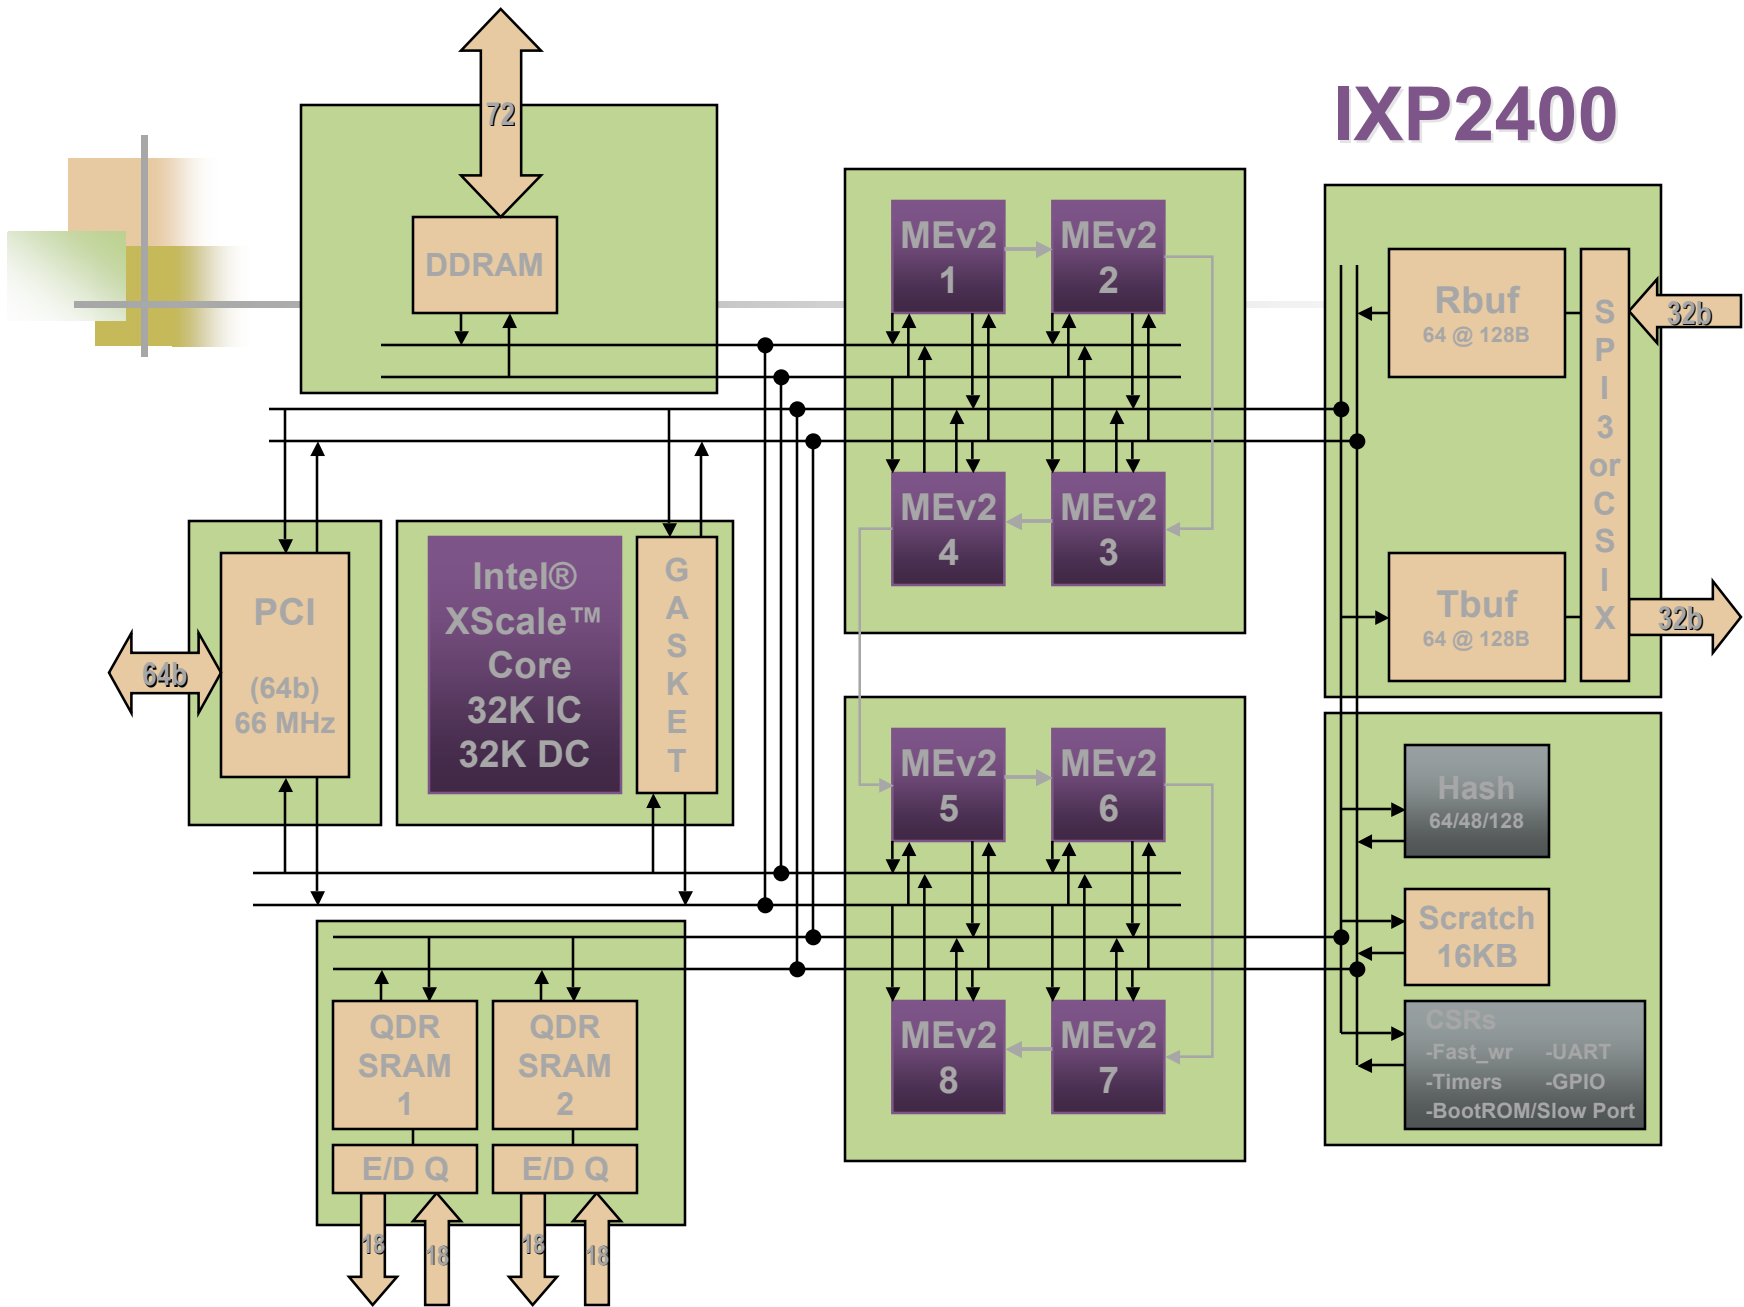 IXP2400
72
DDRAM
MEv2
1
MEv2
2
MEv2
4
MEv2
3
Rbuf
64 @ 128B
Tbuf
64 @ 128B
S
P
I
3
or
C
S
I
X
32b
32b
PCI
(64b)
66 MHz
64b
Intel®
XScale™
Core
32K IC
32K DC
G
A
S
K
E
T
MEv2
5
MEv2
6
MEv2
8
MEv2
7
Hash
64/48/128
Scratch
16KB
CSRs
-Fast_wr -UART
-Timers -GPIO
-BootROM/Slow Port
QDR
SRAM
1
QDR
SRAM
2
E/D Q
E/D Q
18
18
18
18